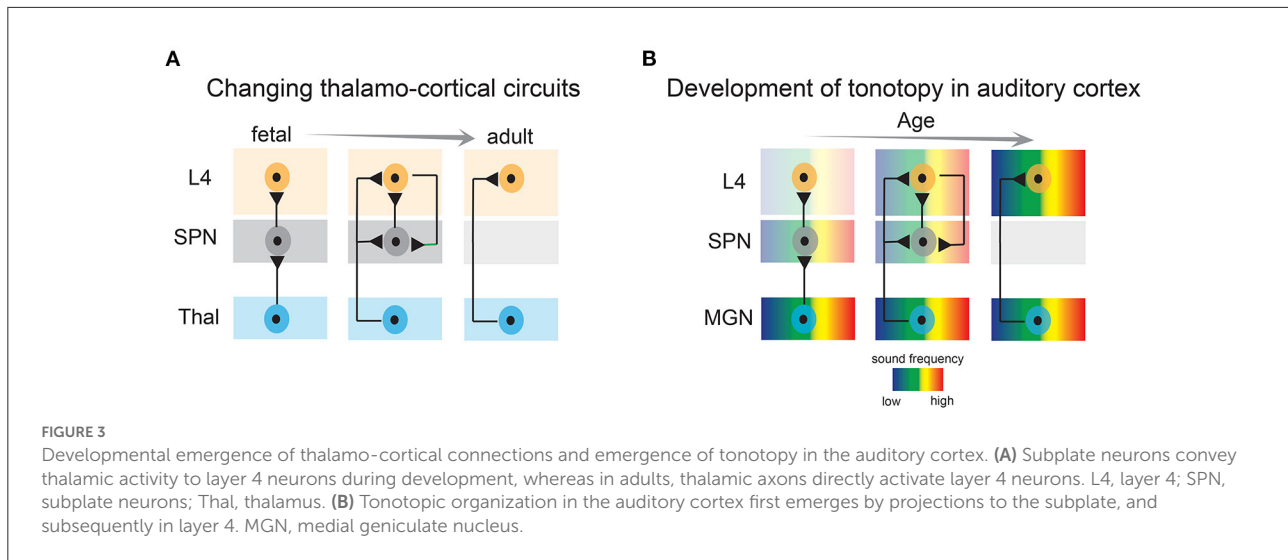 A
Changing thalamo-cortical circuits
fetal
adult
L4
SPN
Thal
B
Development of tonotopy in auditory cortex
Age
L4
SPN
MGN
sound frequency
low
high
FIGURE 3
Developmental emergence of thalamo-cortical connections and emergence of tonotopy in the auditory cortex. (A) Subplate neurons convey
thalamic activity to layer 4 neurons during development, whereas in adults, thalamic axons directly activate layer 4 neurons. L4, layer 4; SPN,
subplate neurons; Thal, thalamus. (B) Tonotopic organization in the auditory cortex first emerges by projections to the subplate, and
subsequently in layer 4. MGN, medial geniculate nucleus.